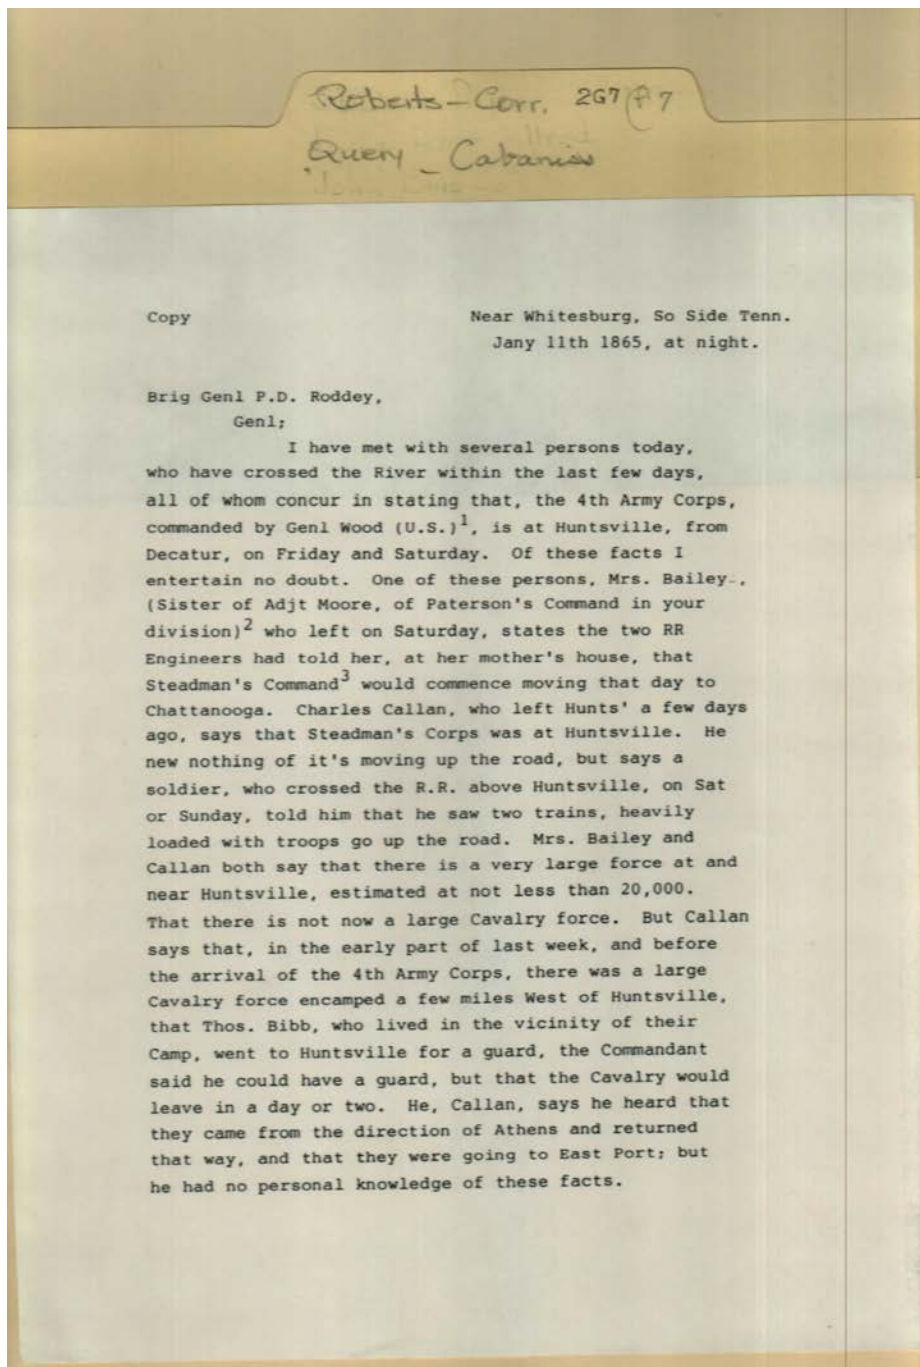 Roberts - Corr. 2G7 (F7
Query - Cabaniss
Copy Near Whitesburg, So Side Tenn.
Jany 11th 1865, at night.
Brig Genl P.D. Roddey,
Genl;
I have met with several persons today,
who have crossed the River within the last few days,
all of whom concur in stating that, the 4th Army Corps,
commanded by Genl Wood (U.S.)1, is at Huntsville, from
Decatur, on Friday and Saturday. Of these facts I
entertain no doubt. One of these persons, Mrs. Bailey-,
(Sister of Adjt Moore, of Paterson's Command in your
division)2 who left on Saturday, states the two RR
Engineers had told her, at her mother's house, that
Steadman's Command3 would commence moving that day to
Chattanooga. Charles Callan, who left Hunts' a few days
ago, says that Steadman's Corps was at Huntsville. He
new nothing of it's moving up the road, but says a
soldier, who crossed the R.R. above Huntsville, on Sat
or Sunday, told him that he saw two trains, heavily
loaded with troops go up the road. Mrs. Bailey and
Callan both say that there is a very large force at and
near Huntsville, estimated at not less than 20,000.
That there is not now a large Cavalry force. But Callan
says that, in the early part of last week, and before
the arrival of the 4th Army Corps, there was a large
Cavalry force encamped a few miles West of Huntsville,
that Thos. Bibb, who lived in the vicinity of their
Camp, went to Huntsville for a guard, the Commandant
said he could have a guard, but that the Cavalry would
leave in a day or two. He, Callan, says he heard that
they came from the direction of Athens and returned
that way, and that they were going to East Port; but
he had no personal knowledge of these facts.